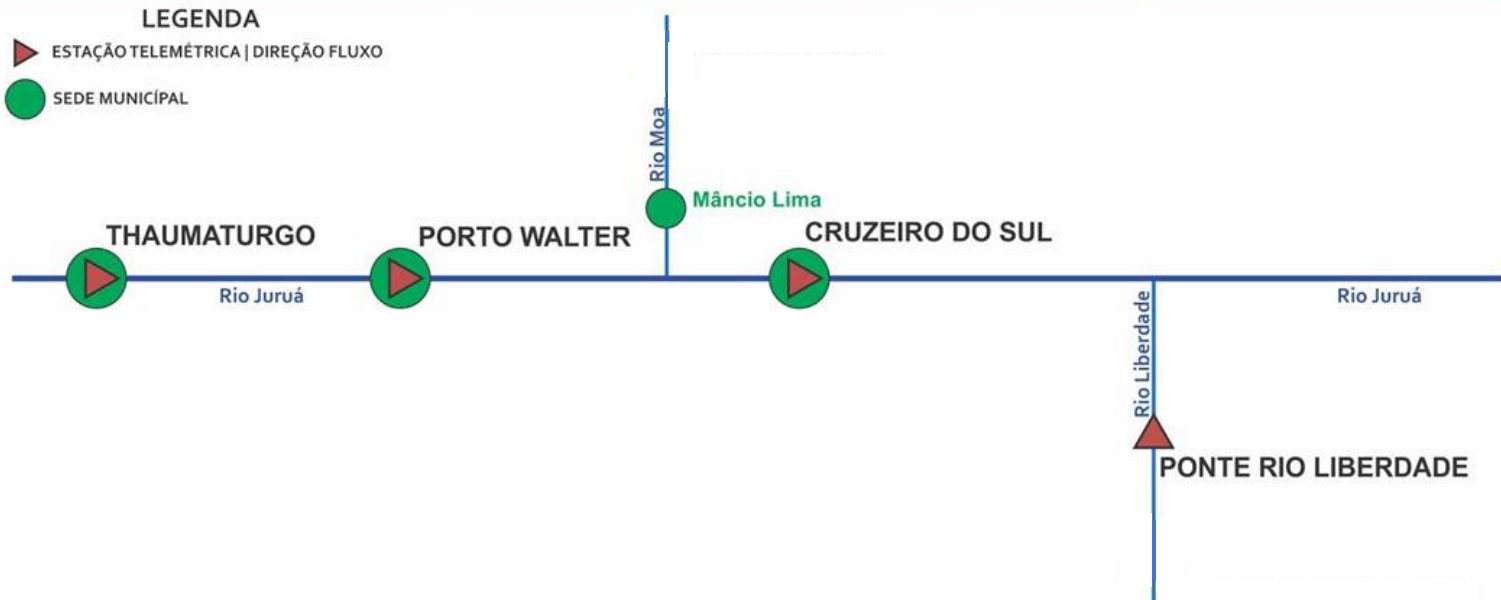 LEGENDA
ESTAÇÃO TELEMÉTRICA | DIREÇÃO FLUXO
SEDE MUNICÍPAL
Rio Moa
Mâncio Lima
THAUMATURGO
PORTO WALTER
CRUZEIRO DO SUL
Rio Juruá
Rio Juruá
Rio Liberdade
PONTE RIO LIBERDADE